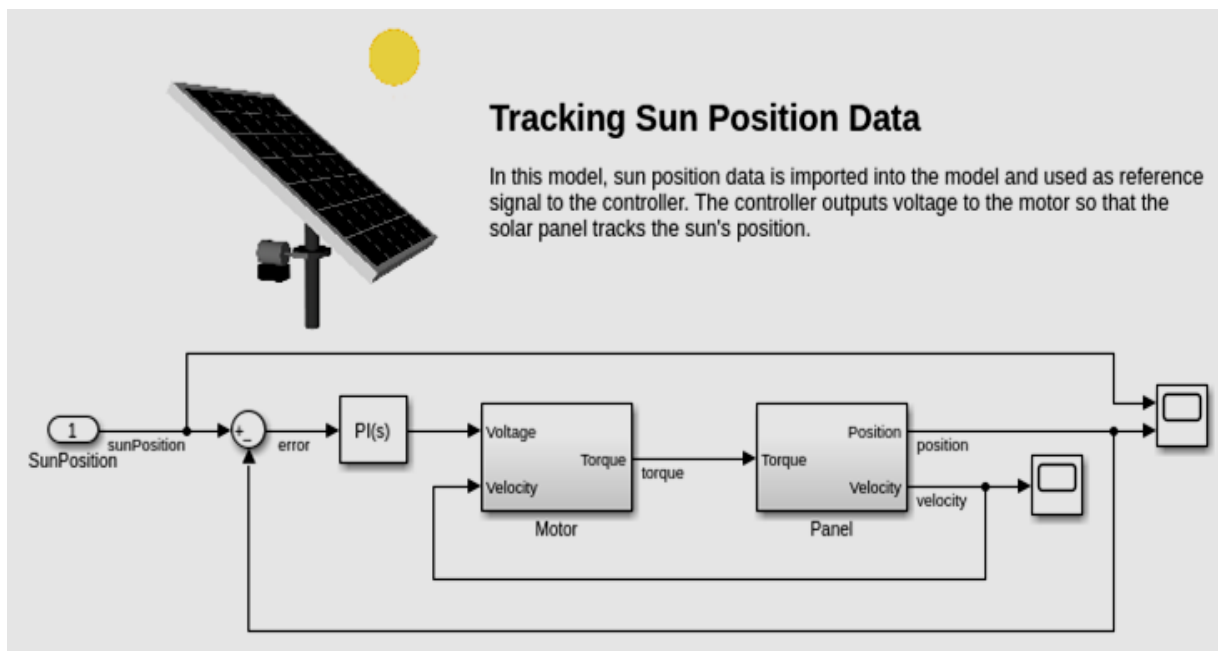 Tracking Sun Position Data
In this model, sun position data is imported into the model and used as reference
signal to the controller. The controller outputs voltage to the motor so that the
solar panel tracks the sun's position.
1
sunPosition
SunPosition
+
−
error
PI(s)
Voltage
Velocity
Torque
Motor
torque
Torque
Position
Velocity
Panel
position
velocity